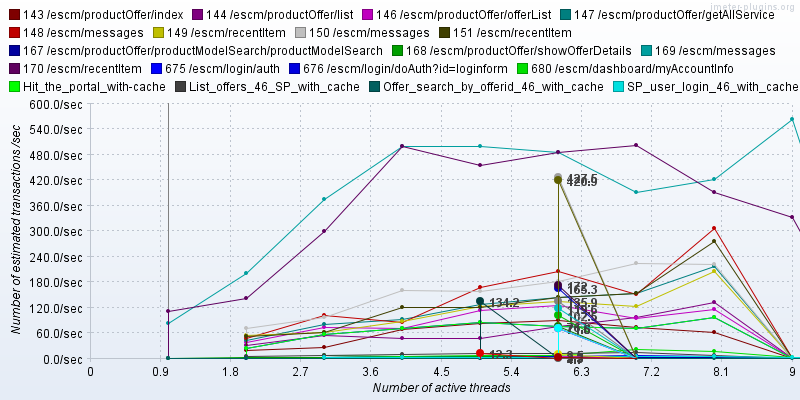 jmeter-plugins.org
143 /escm/productOffer/index 144 /escm/productOffer/list 146 /escm/productOffer/offerList 147 /escm/productOffer/getAllService
148 /escm/messages 149 /escm/recentItem 150 /escm/messages 151 /escm/recentItem
167 /escm/productOffer/productModelSearch/productModelSearch 168 /escm/productOffer/showOfferDetails 169 /escm/messages
170 /escm/recentItem 675 /escm/login/auth 676 /escm/login/doAuth?id=loginform 680 /escm/dashboard/myAccountInfo
Hit_the_portal_with-cache List_offers_46_SP_with_cache Offer_search_by_offerid_46_with_cache SP_user_login_46_with_cache
Number of estimated transactions /sec
600.0/sec
540.0/sec
480.0/sec
420.0/sec
360.0/sec
300.0/sec
240.0/sec
180.0/sec
120.0/sec
60.0/sec
0.0/sec
427.5
420.9
172
165.3
134.2
135.9
12.3
0 0.9 1.8 2.7 3.6 4.5 5.4 6.3 7.2 8.1 9
Number of active threads